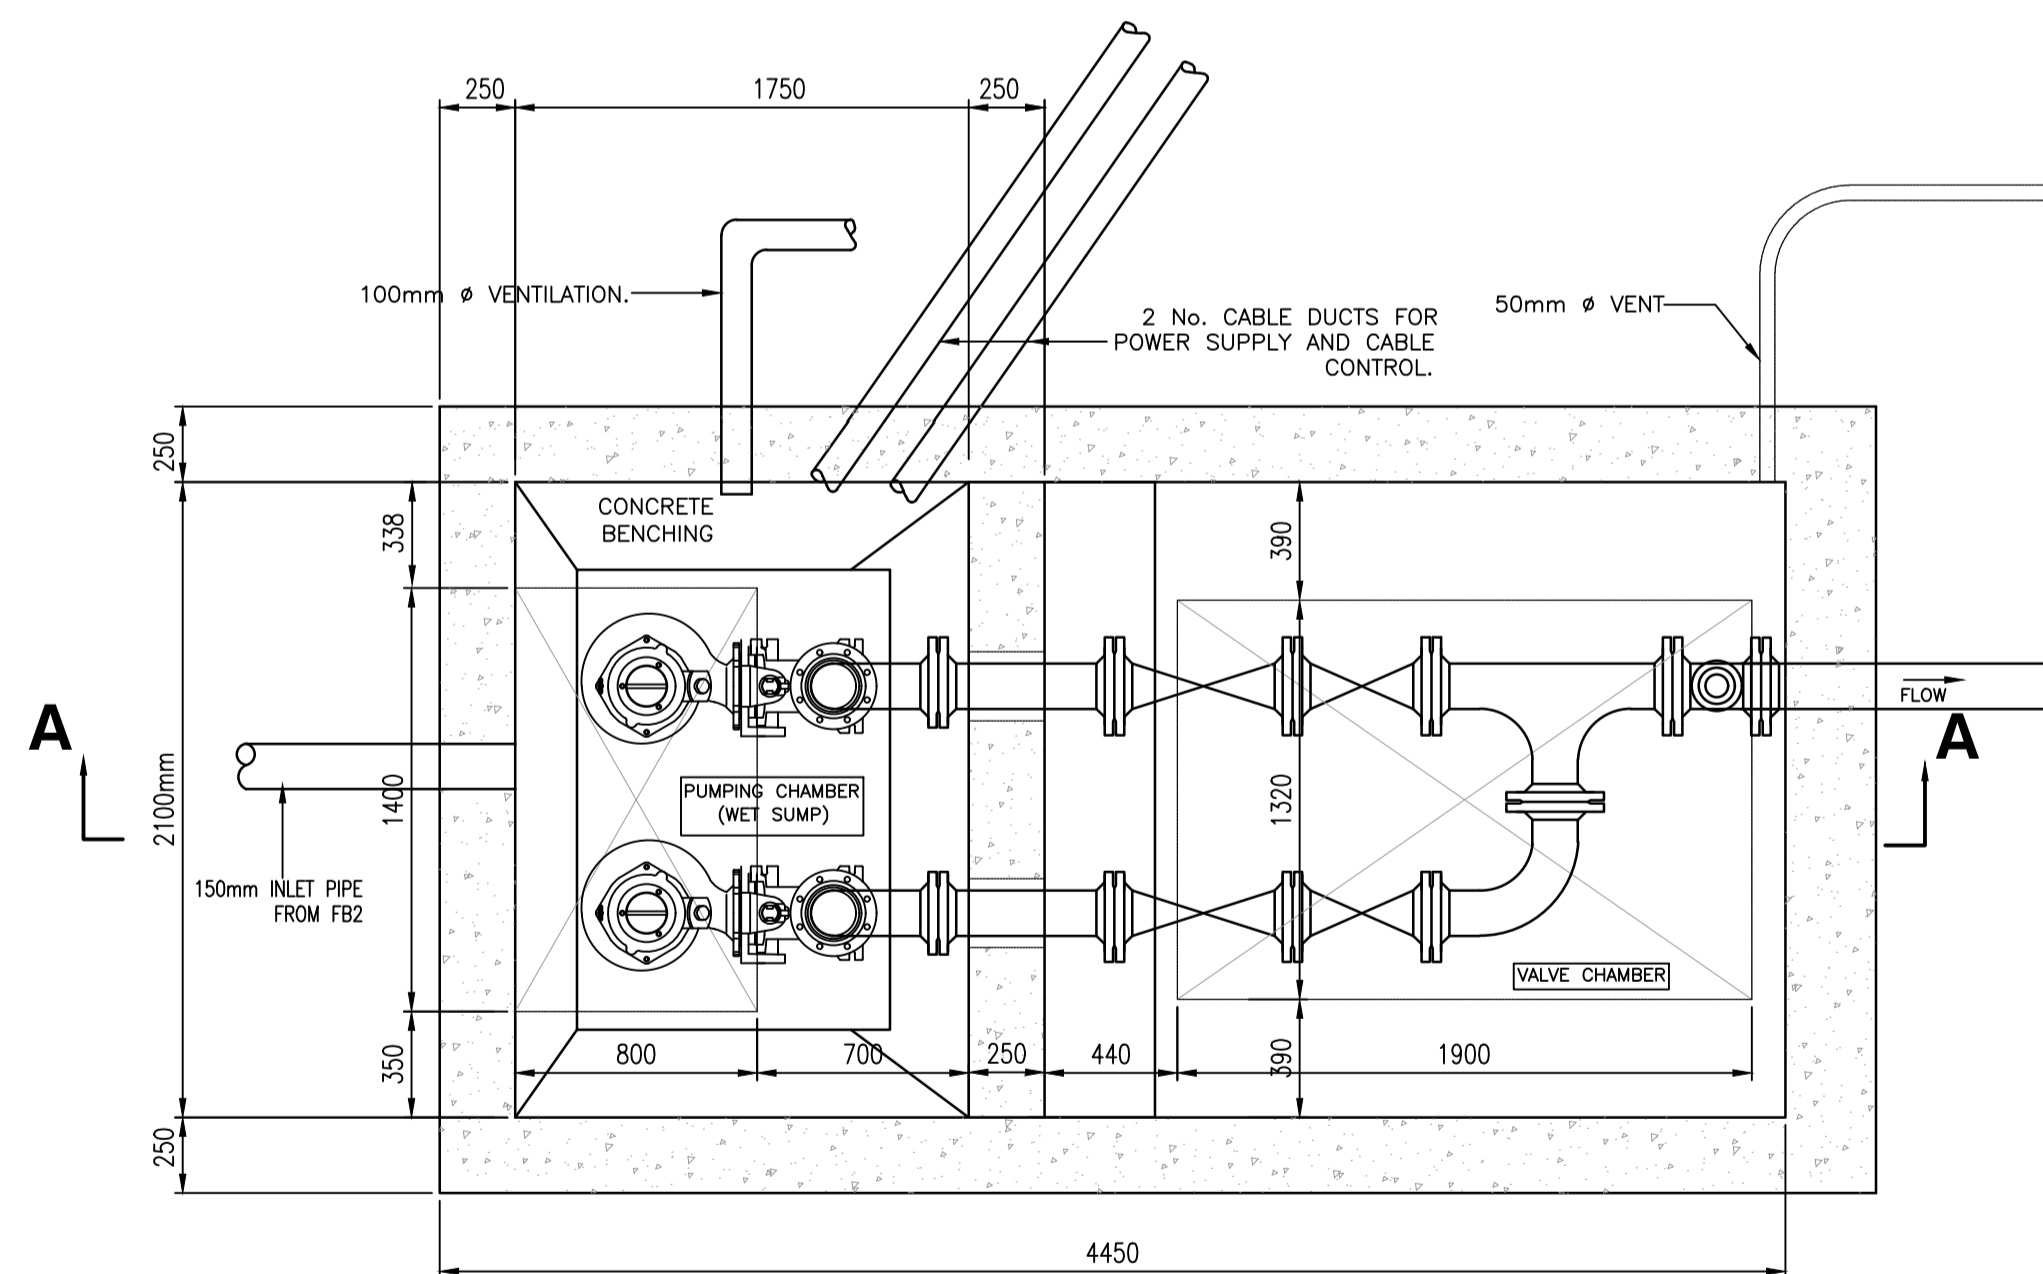 250
1750
250
100mm ø VENTILATION.
2 No. CABLE DUCTS FOR
POWER SUPPLY AND CABLE
CONTROL.
50mm ø VENT
250
338
CONCRETE
BENCHING
390
A
2100mm
1400
PUMPING CHAMBER
(WET SUMP)
1320
FLOW
A
150mm INLET PIPE
FROM FB2
VALVE CHAMBER
350
800
700
250
440
390
1900
250
4450